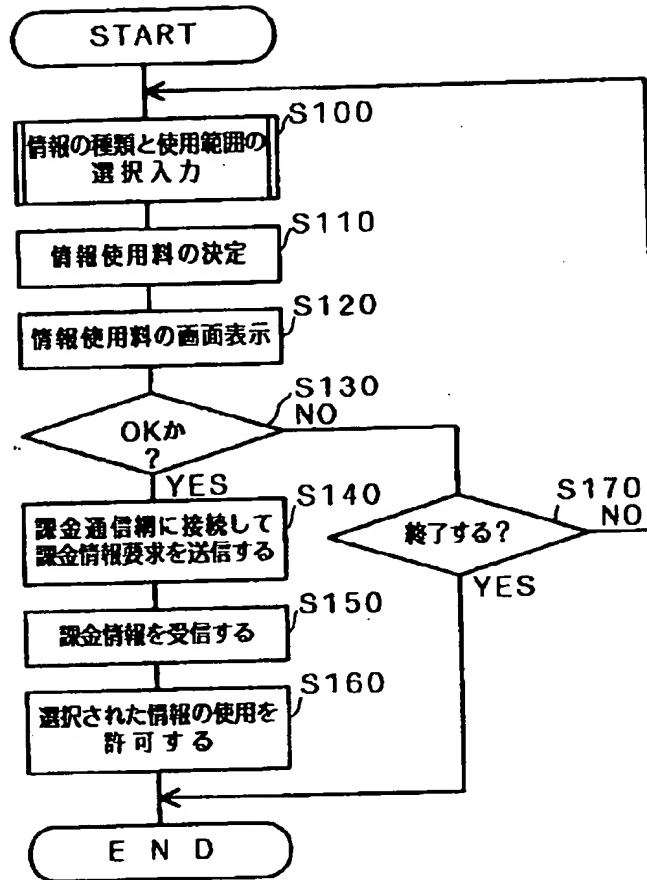 START
S100
情報の種類と使用範囲の
選択入力
S110
情報使用料の決定
S120
情報使用料の画面表示
S130
OKか
?
NO
YES
S140
課金通信網に接続して
課金情報要求を送信する
S170
終了する?
NO
YES
S150
課金情報を受信する
S160
選択された情報の使用を
許可する
END